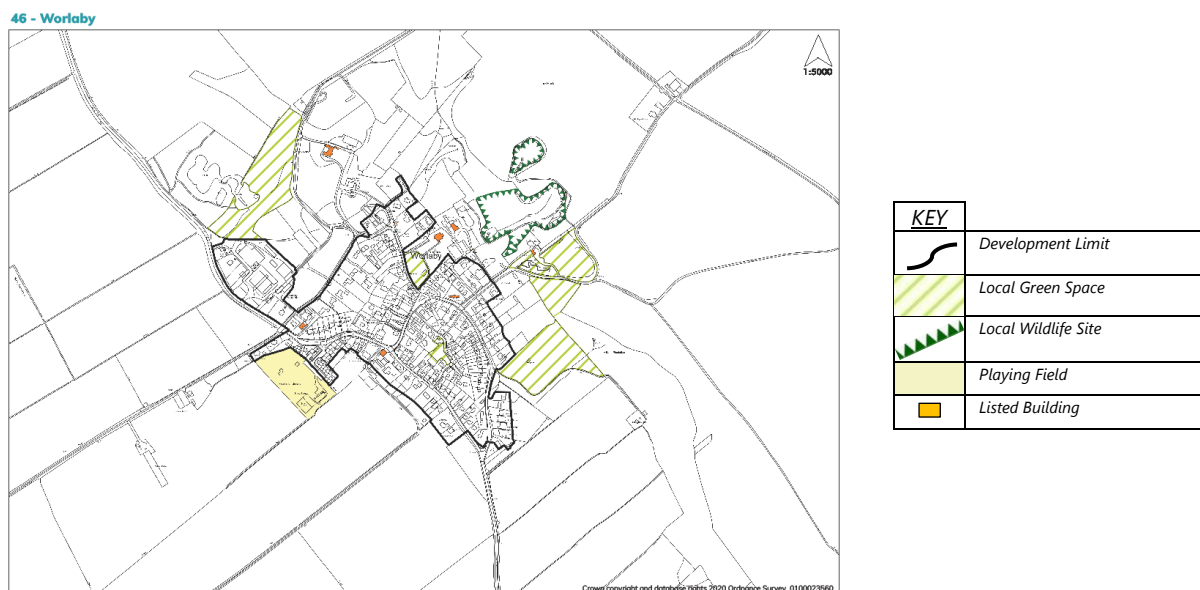 46 - Worlaby
1:5000
Worlaby
Crown copyright and database rights 2020 Ordnance Survey. 0100023560
KEY
Development Limit
Local Green Space
Local Wildlife Site
Playing Field
Listed Building